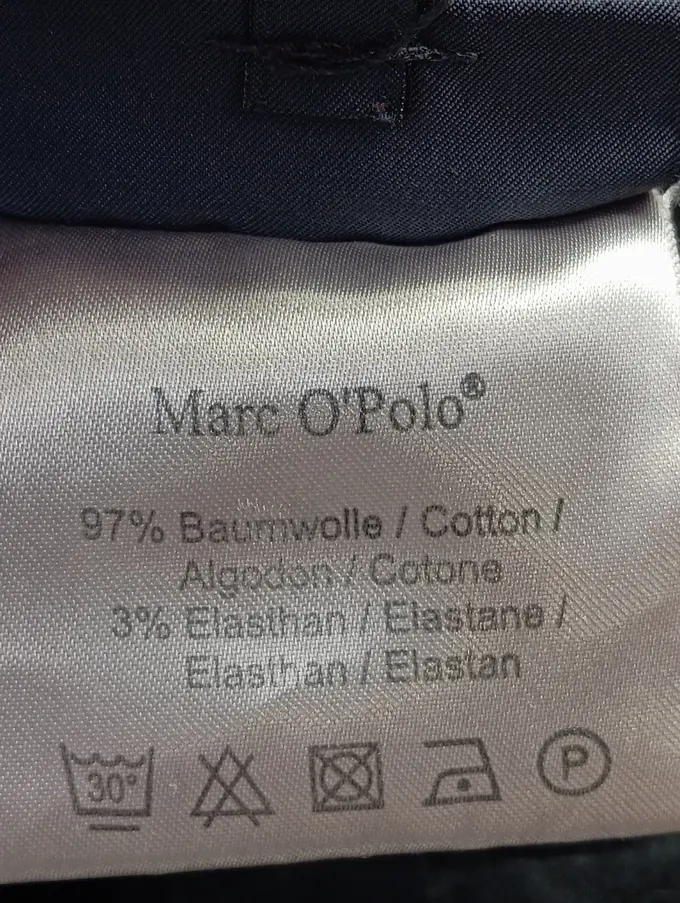 Marc O'Polo®
97% Baumwolle / Cotton /
Algodon / Cotone
3% Elasthan / Elastane /
Elasthan / Elastan
30°
P